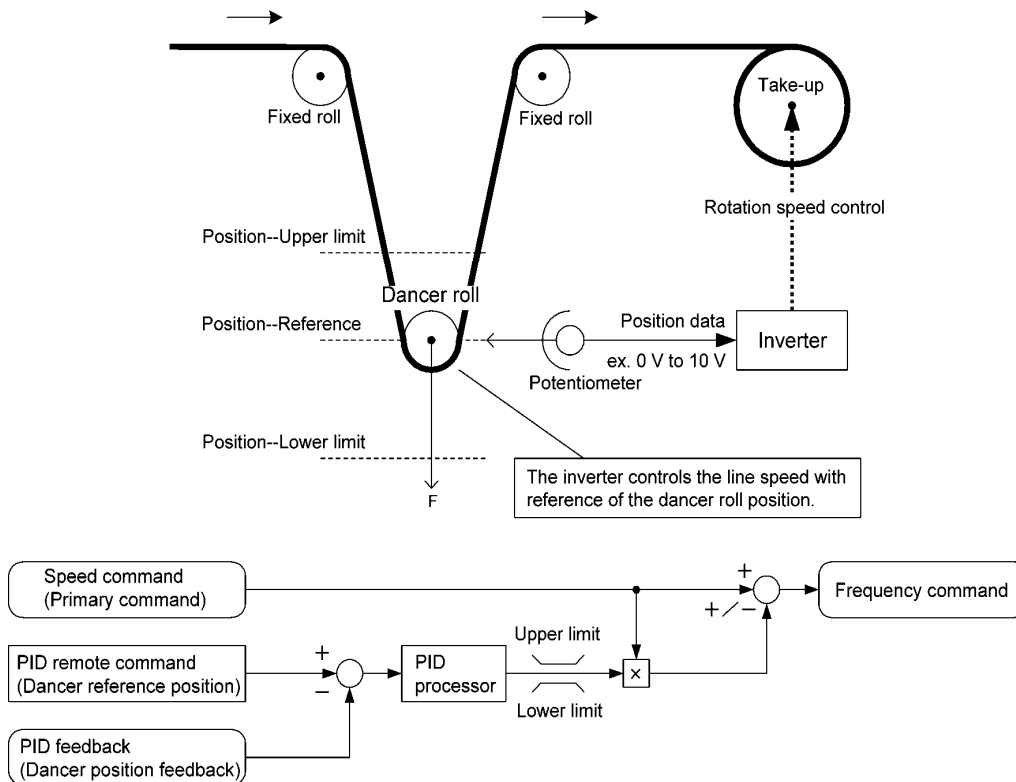 Fixed roll
Fixed roll
Take-up
Rotation speed control
Position--Upper limit
Dancer roll
Position--Reference
Position data
Inverter
ex. 0 V to 10 V
Potentiometer
Position--Lower limit
The inverter controls the line speed with
reference of the dancer roll position.
F
Speed command
(Primary command)
+
+/−
Frequency command
PID remote command
(Dancer reference position)
+
−
PID
processor
Upper limit
×
Lower limit
PID feedback
(Dancer position feedback)